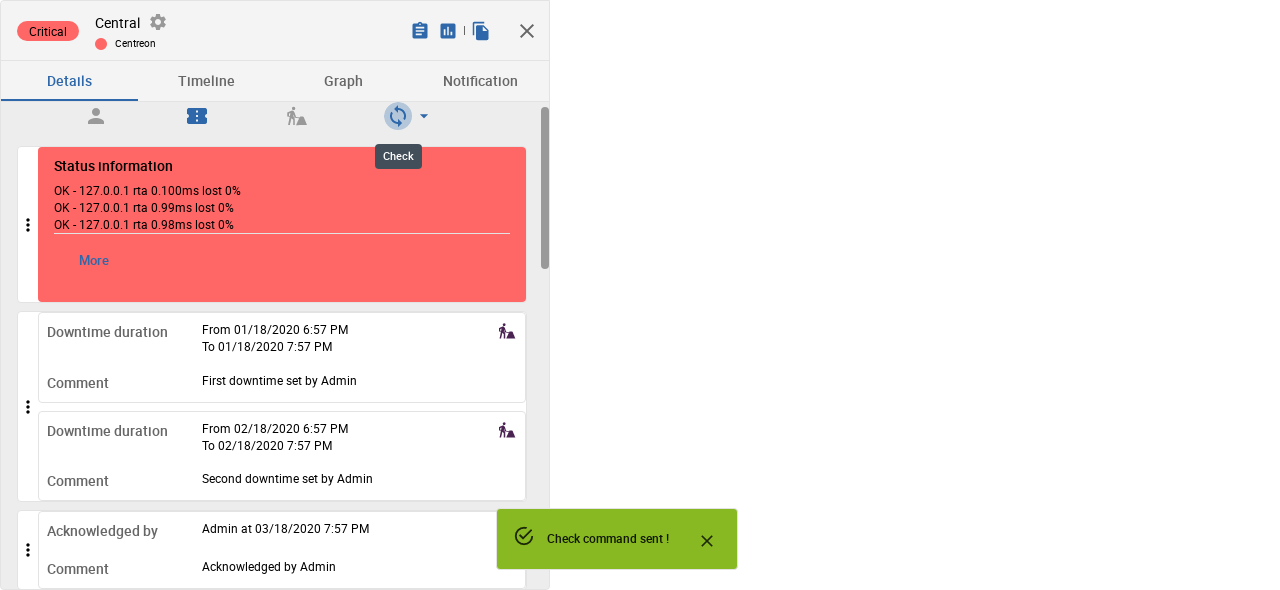 Critical
Central
Centreon
Details
Timeline
Graph
Notification
Check
Status information
OK - 127.0.0.1 rta 0.100ms lost 0%
OK - 127.0.0.1 rta 0.99ms lost 0%
OK - 127.0.0.1 rta 0.98ms lost 0%
More
Downtime duration
From 01/18/2020 6:57 PM
To 01/18/2020 7:57 PM
Comment
First downtime set by Admin
Downtime duration
From 02/18/2020 6:57 PM
To 02/18/2020 7:57 PM
Comment
Second downtime set by Admin
Acknowledged by
Admin at 03/18/2020 7:57 PM
Check command sent !
Comment
Acknowledged by Admin